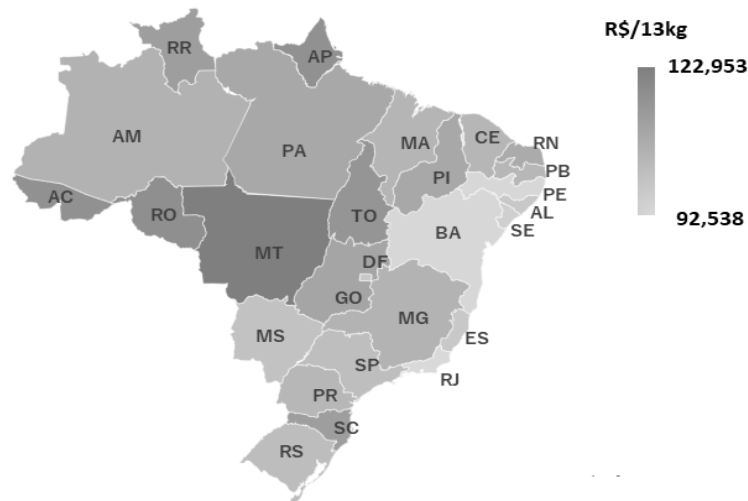 R$/13kg
122,953
92,538
RR
AP
AM
PA
MA
CE
RN
PB
PI
PE
AL
SE
AC
RO
TO
BA
MT
DF
GO
MG
MS
ES
SP
RJ
PR
SC
RS